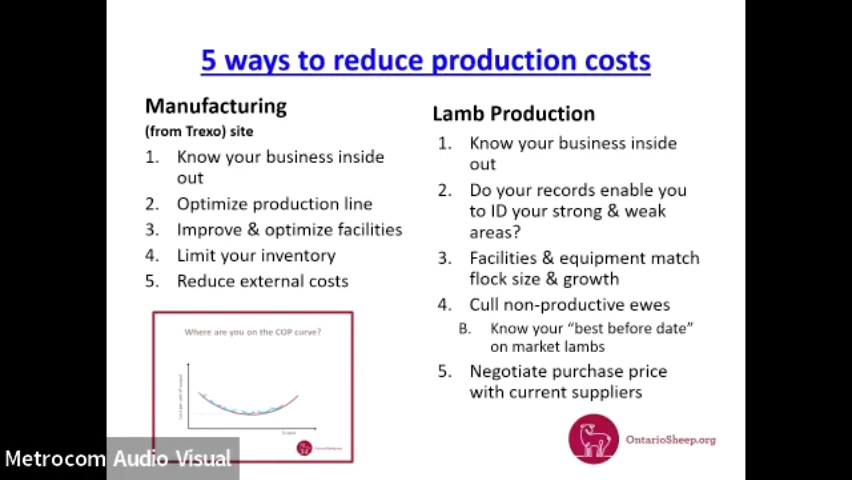 5 ways to reduce production costs
Manufacturing
(from Trexo) site
1. Know your business inside
out
2. Optimize production line
3. Improve & optimize facilities
4. Limit your inventory
5. Reduce external costs
Where are you on the COP curve?
Lamb Production
1. Know your business inside
out
2. Do your records enable you
to ID your strong & weak
areas?
3. Facilities & equipment match
flock size & growth
4. Cull non-productive ewes
B. Know your “best before date”
on market lambs
5. Negotiate purchase price
with current suppliers
OntarioSheep.org
Metrocom Audio Visual